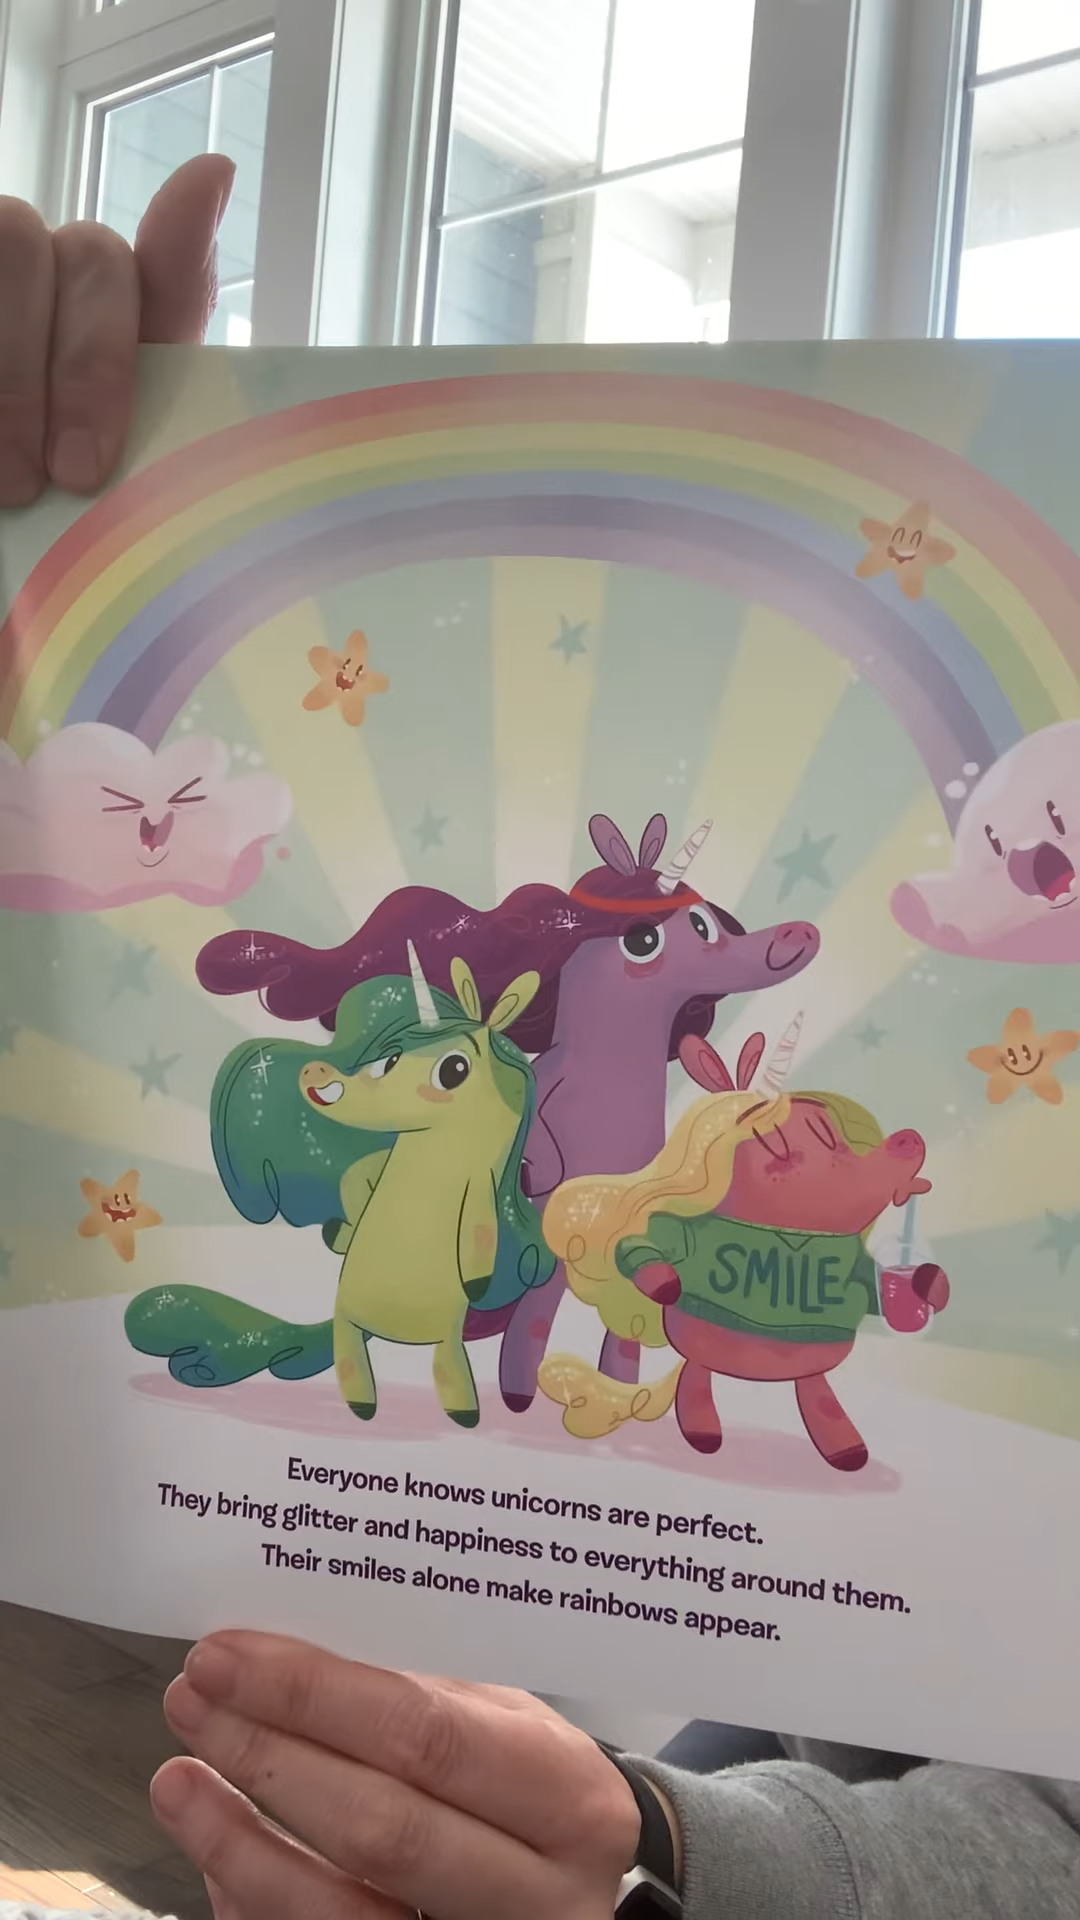 SMILE
Everyone knows unicorns are perfect.
They bring glitter and happiness to everything around them.
Their smiles alone make rainbows appear.